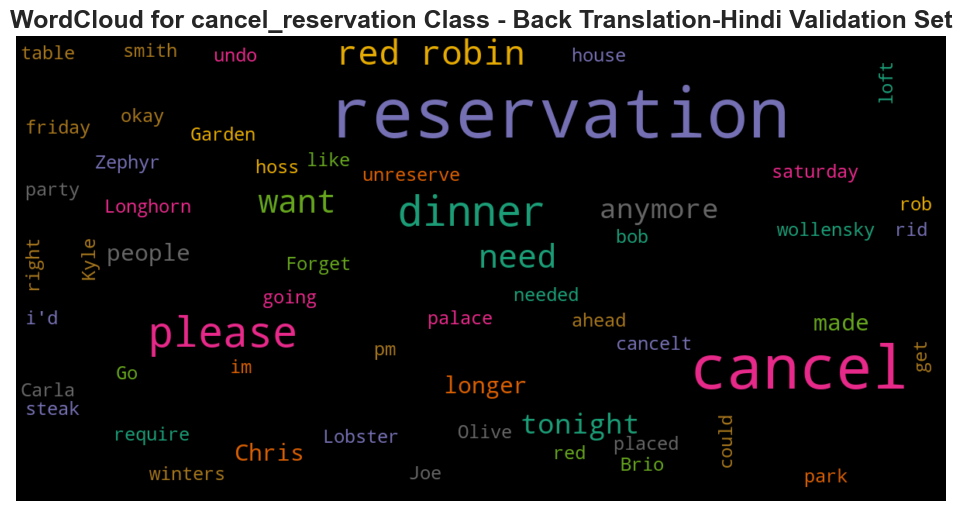 WordCloud for cancel_reservation Class - Back Translation-Hindi Validation Set
table
smith
undo
red robin
house
loft
friday
okay
Garden
reservation
Zephyr
hoss
like
unreserve
saturday
party
Longhorn
want
dinner
anymore
rob
bob
wollensky
rid
right
Kyle
people
Forget
need
going
needed
i'd
please
palace
ahead
made
pm
cancelt
cancel
get
Go
im
longer
Carla
steak
require
Chris
Lobster
Olive
tonight
placed
could
red
Brio
winters
Joe
park